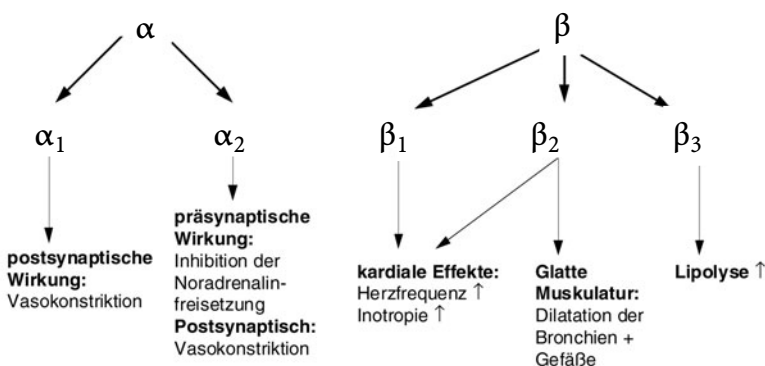 α
β
α1
α2
β1
β2
β3
postsynaptische
Wirkung:
Vasokonstriktion
präsynaptische
Wirkung:
Inhibition der
Noradrenalin-
freisetzung
Postsynaptisch:
Vasokonstriktion
kardiale Effekte:
Herzfrequenz ↑
Inotropie ↑
Glatte
Muskulatur:
Dilatation der
Bronchien +
Gefäße
Lipolyse ↑